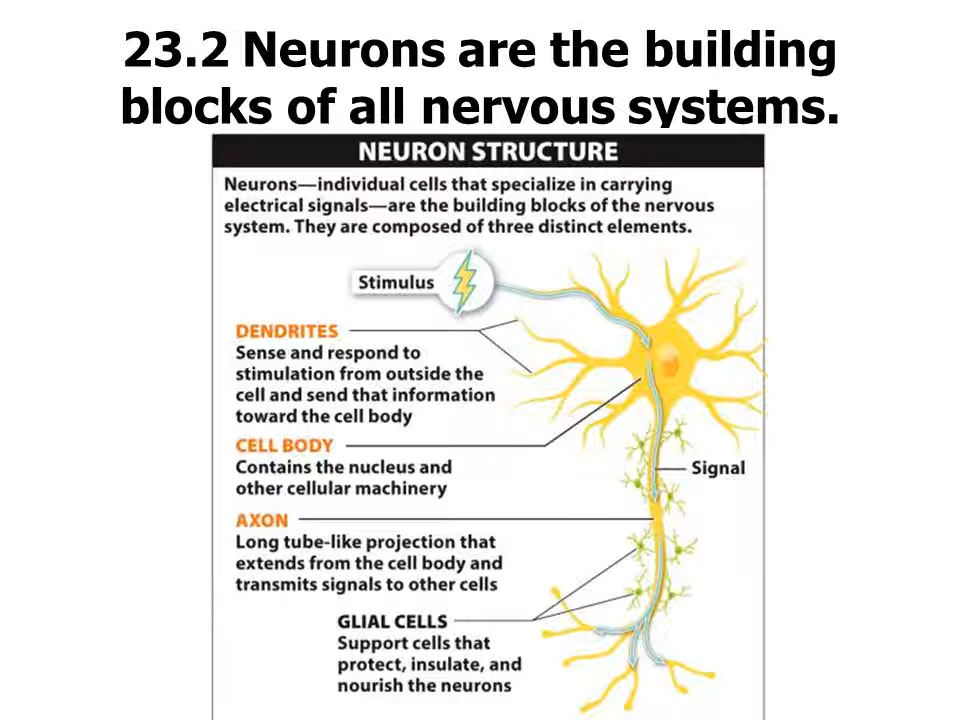 23.2 Neurons are the building
blocks of all nervous systems.
NEURON STRUCTURE
Neurons—individual cells that specialize in carrying
electrical signals—are the building blocks of the nervous
system. They are composed of three distinct elements.
Stimulus
DENDRITES
Sense and respond to
stimulation from outside the
cell and send that information
toward the cell body
CELL BODY
Contains the nucleus and
other cellular machinery
Signal
AXON
Long tube-like projection that
extends from the cell body and
transmits signals to other cells
GLIAL CELLS
Support cells that
protect, insulate, and
nourish the neurons